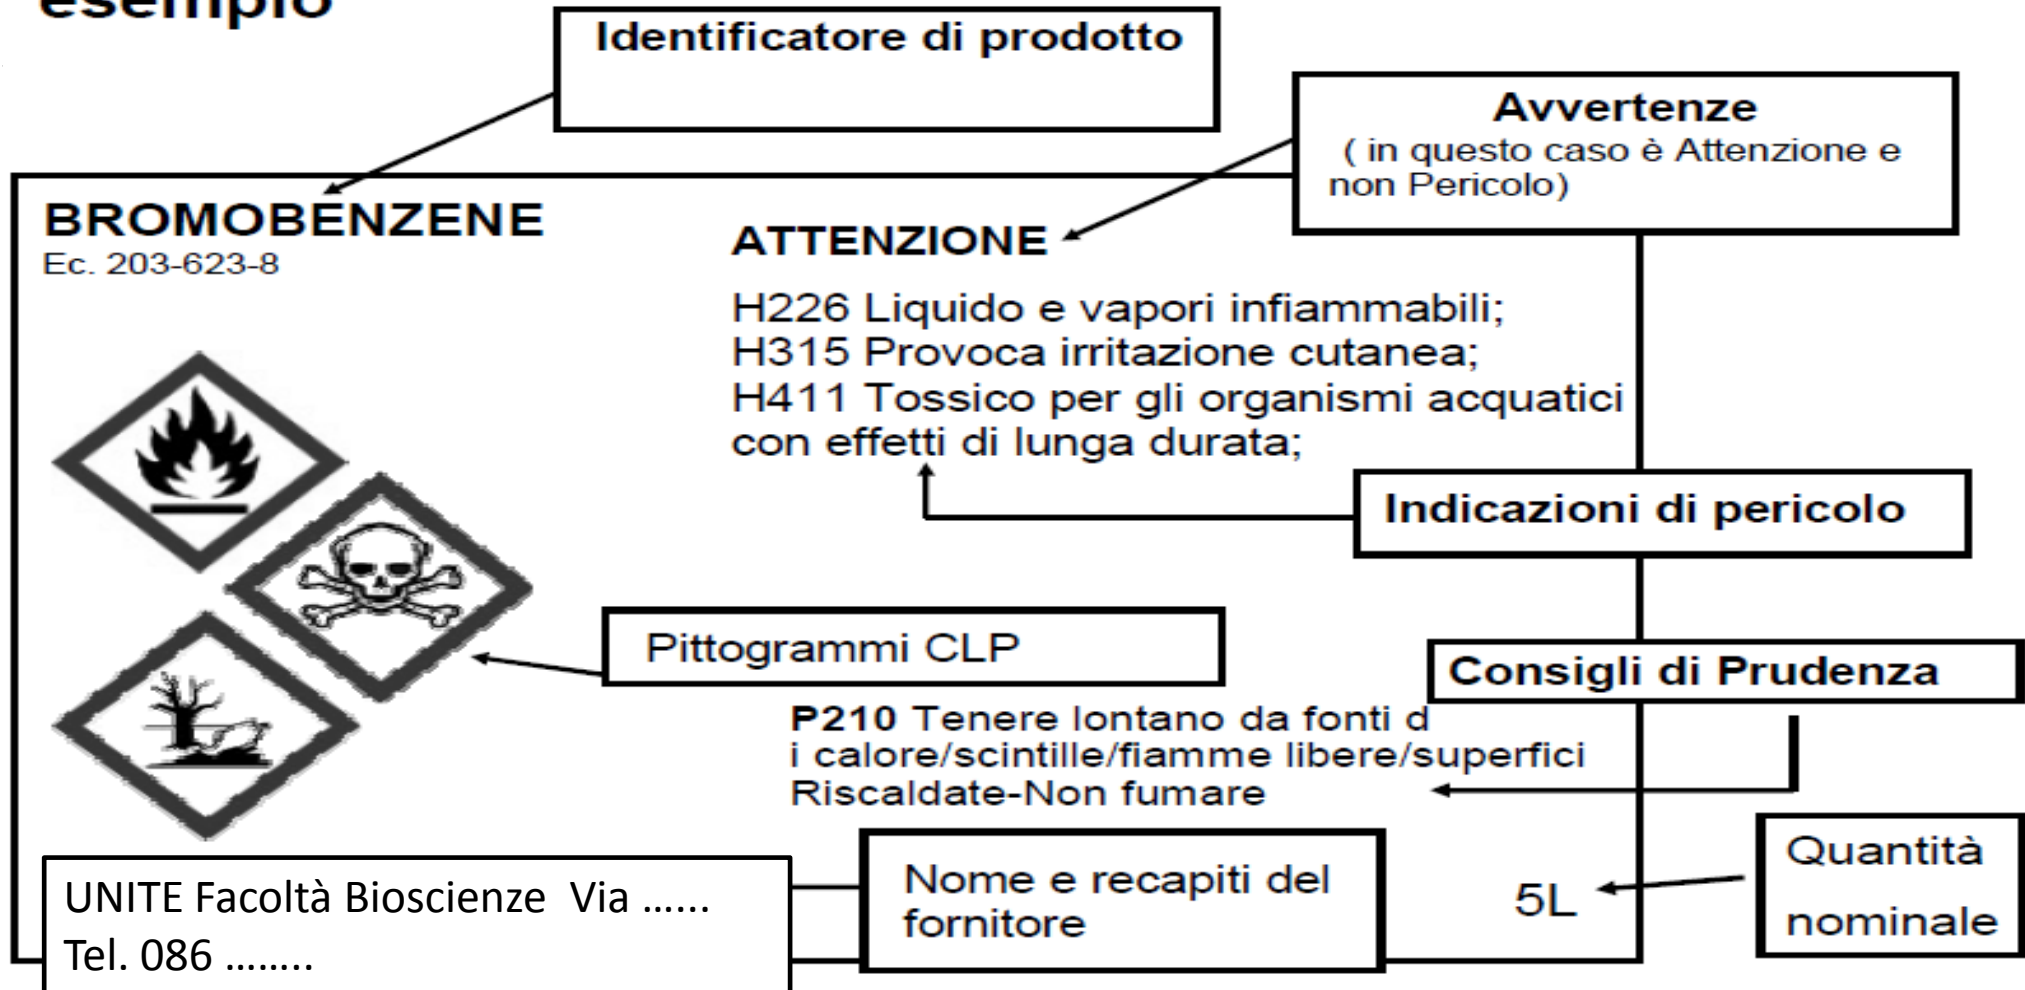 esempio
Identificatore di prodotto
Avvertenze
( in questo caso è Attenzione e
non Pericolo)
BROMOBENZENE
Ec. 203-623-8
ATTENZIONE
H226 Liquido e vapori infiammabili;
H315 Provoca irritazione cutanea;
H411 Tossico per gli organismi acquatici
con effetti di lunga durata;
Indicazioni di pericolo
Pittogrammi CLP
Consigli di Prudenza
P210 Tenere lontano da fonti d
i calore/scintille/fiamme libere/superfici
Riscaldate-Non fumare
UNITE Facoltà Bioscienze Via ......
Tel. 086 ........
Nome e recapiti del
fornitore
5L
Quantità
nominale